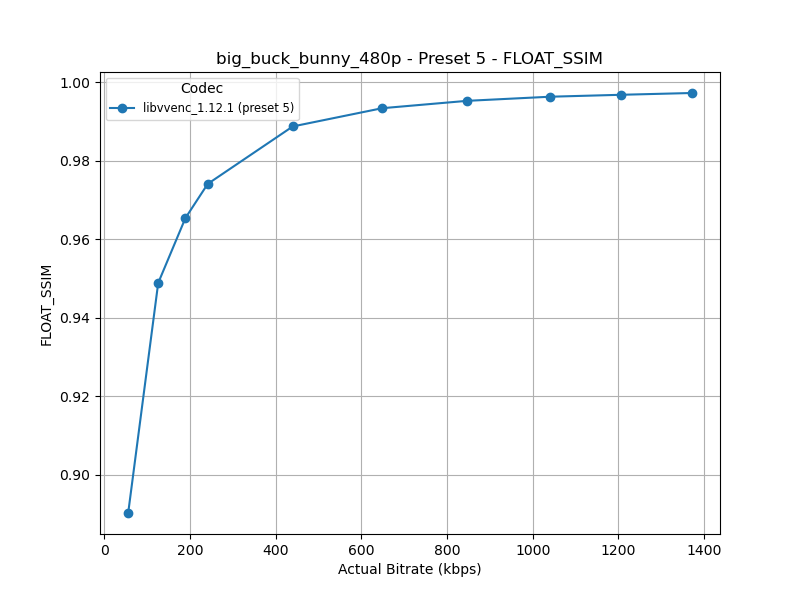 big_buck_bunny_480p - Preset 5 - FLOAT_SSIM
Codec
libvvenc_1.12.1 (preset 5)
FLOAT_SSIM
1.00
0.98
0.96
0.94
0.92
0.90
0 200 400 600 800 1000 1200 1400
Actual Bitrate (kbps)